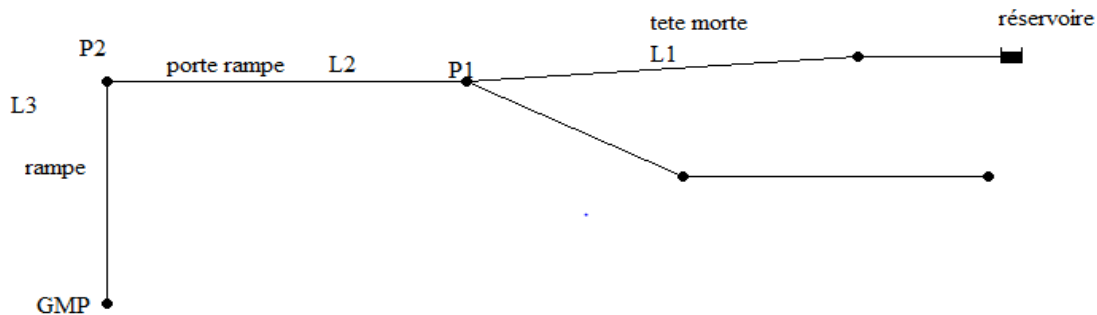 tete morte
réservoire
P2
porte rampe
L2
P1
L1
L3
rampe
GMP